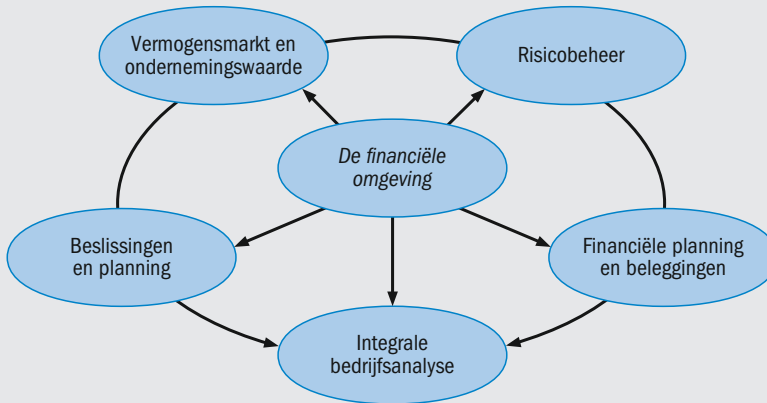 Vermogensmarkt en
ondernemingswaarde
Risicobeheer
De financiële
omgeving
Beslissingen
en planning
Financiële planning
en beleggingen
Integrale
bedrijfsanalyse